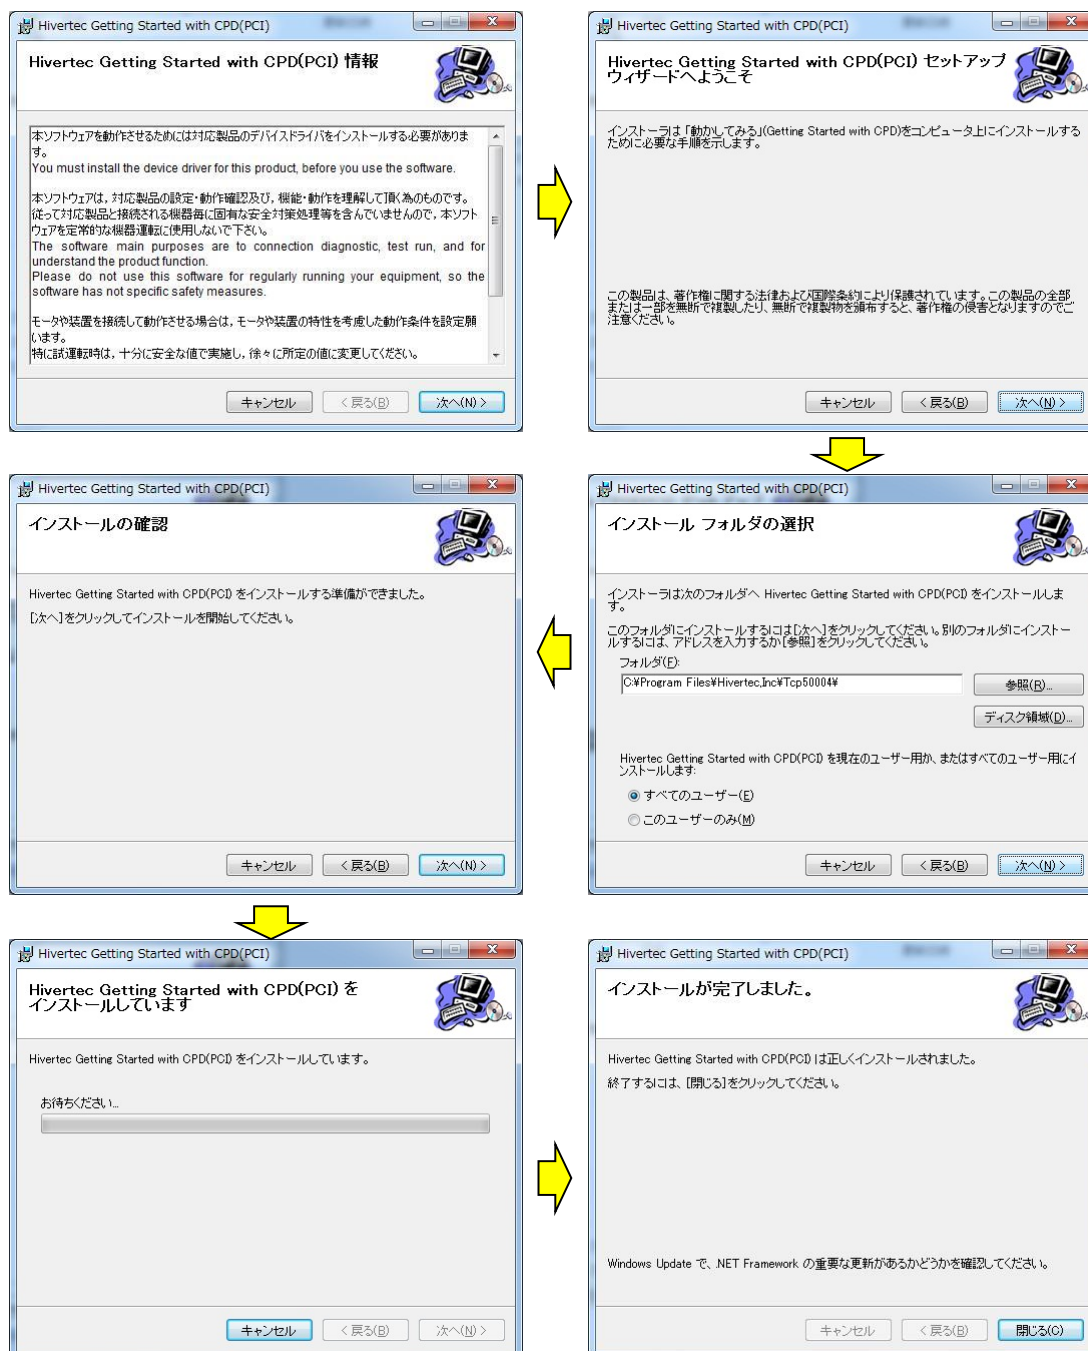 Hivertec Getting Started with CPD(PCI)
Hivertec Getting Started with CPD(PCI) 情報
本ソフトウェアを動作させるためには対応製品のデバイスドライバをインストールする必要がありま
す。
You must install the device driver for this product, before you use the software.
本ソフトウェアは，対応製品の設定・動作確認及び，機能・動作を理解して頂く為のものです。
従って対応製品と接続される機器毎に固有な安全対策処理等を含んでいませんので，本ソフト
ウェアを定常的な機器運転に使用しないで下さい。
The software main purposes are to connection diagnostic, test run, and for
understand the product function.
Please do not use this software for regularly running your equipment, so the
software has not specific safety measures.
モータや装置を接続して動作させる場合は，モータや装置の特性を考慮した動作条件を設定願
います。
特に試運転時は，十分に安全な値で実施し，徐々に所定の値に変更してください。
キャンセル
< 戻る(B)
次へ(N) >
Hivertec Getting Started with CPD(PCI)
Hivertec Getting Started with CPD(PCI) セットアップ
ウィザードへようこそ
インストーラは「動かしてみる」(Getting Started with CPD)をコンピュータ上にインストールする
ために必要な手順を示します。
この製品は、著作権に関する法律および国際条約により保護されています。この製品の全部
または一部を無断で複製したり、無断で複製物を頒布すると、著作権の侵害となりますのでご
注意ください。
キャンセル
< 戻る(B)
次へ(N) >
Hivertec Getting Started with CPD(PCI)
インストール フォルダの選択
インストーラは次のフォルダへ Hivertec Getting Started with CPD(PCI) をインストールしま
す。
このフォルダにインストールするには[次へ]をクリックしてください。別のフォルダにインストー
ルするには、アドレスを入力するか[参照]をクリックしてください。
フォルダ(F):
C:¥Program Files¥Hivertec,Inc¥Tcp50004¥
参照(R)...
ディスク領域(D)...
Hivertec Getting Started with CPD(PCI) を現在のユーザー用か、またはすべてのユーザー用にイ
ンストールします:
すべてのユーザー(E)
このユーザーのみ(M)
キャンセル
< 戻る(B)
次へ(N) >
Hivertec Getting Started with CPD(PCI)
インストールの確認
Hivertec Getting Started with CPD(PCI) をインストールする準備ができました。
[次へ]をクリックしてインストールを開始してください。
キャンセル
< 戻る(B)
次へ(N) >
Hivertec Getting Started with CPD(PCI)
Hivertec Getting Started with CPD(PCI) を
インストールしています
Hivertec Getting Started with CPD(PCI) をインストールしています。
お待ちください...
キャンセル
< 戻る(B)
次へ(N) >
Hivertec Getting Started with CPD(PCI)
インストールが完了しました。
Hivertec Getting Started with CPD(PCI) は正しくインストールされました。
終了するには、[閉じる]をクリックしてください。
Windows Update で、.NET Framework の重要な更新があるかどうかを確認してください。
キャンセル
< 戻る(B)
閉じる(C)